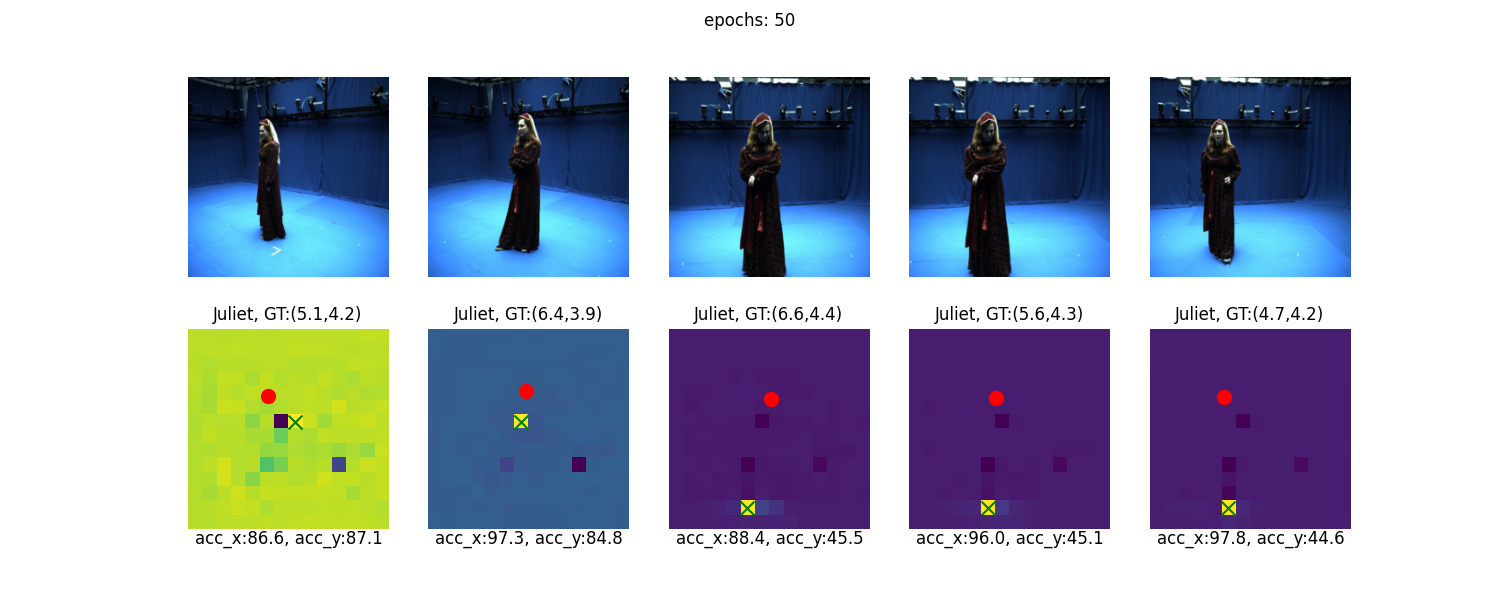 epochs: 50
Juliet, GT:(5.1,4.2)
Juliet, GT:(6.4,3.9)
Juliet, GT:(6.6,4.4)
Juliet, GT:(5.6,4.3)
Juliet, GT:(4.7,4.2)
acc_x:86.6, acc_y:87.1
acc_x:97.3, acc_y:84.8
acc_x:88.4, acc_y:45.5
acc_x:96.0, acc_y:45.1
acc_x:97.8, acc_y:44.6